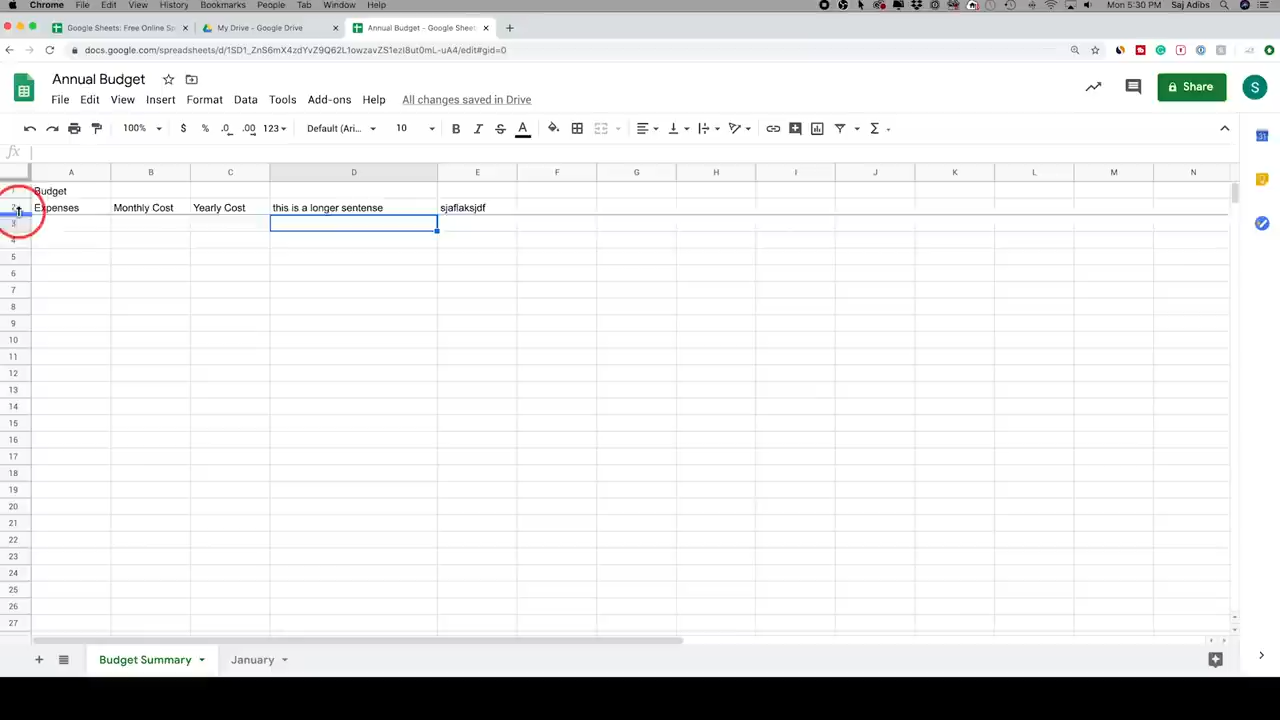 Chrome File Edit View History Bookmarks People Tab Window Help Mon 5:30 PM Saj Adibs
Google Sheets: Free Online Sp My Drive - Google Drive Annual Budget - Google Sheets
docs.google.com/spreadsheets/d/1SD1_ZnS6mX4zdYvZ9Q62L1owzavZS1ezI8ut0mL-uA4/edit#gid=0
Annual Budget
File Edit View Insert Format Data Tools Add-ons Help All changes saved in Drive
Share
S
100% $ % .0 .00 123 Default (Ari... 10 B I S A Σ
fx
A B C D E F G H I J K L M N
1 Budget
2 Expenses Monthly Cost Yearly Cost this is a longer sentense sjaflaksjdf
3
4
5
6
7
8
9
10
11
12
13
14
15
16
17
18
19
20
21
22
23
24
25
26
27
Budget Summary January